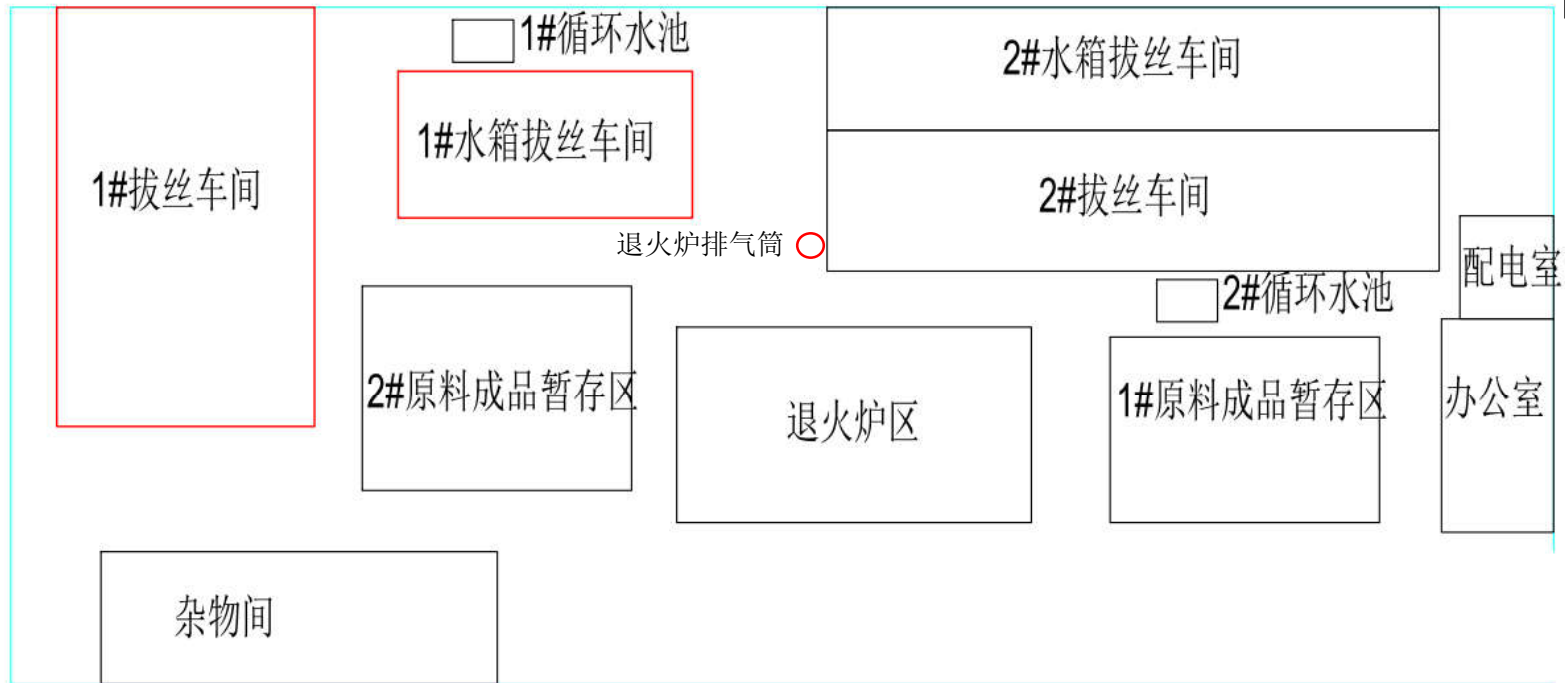 1#循环水池
2#水箱拔丝车间
1#水箱拔丝车间
1#拔丝车间
2#拔丝车间
退火炉排气筒
配电室
2#循环水池
2#原料成品暂存区
1#原料成品暂存区
办公室
退火炉区
杂物间